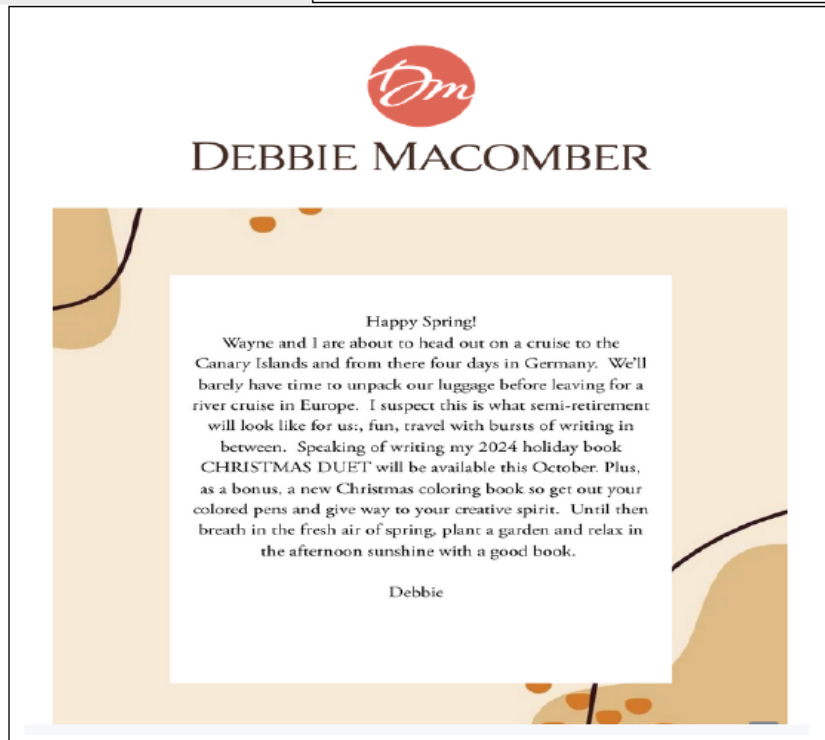 Dm
DEBBIE MACOMBER
Happy Spring!
Wayne and I are about to head out on a cruise to the
Canary Islands and from there four days in Germany. We'll
barely have time to unpack our luggage before leaving for a
river cruise in Europe. I suspect this is what semi-retirement
will look like for us:, fun, travel with bursts of writing in
between. Speaking of writing my 2024 holiday book
CHRISTMAS DUET will be available this October. Plus,
as a bonus, a new Christmas coloring book so get out your
colored pens and give way to your creative spirit. Until then
breath in the fresh air of spring, plant a garden and relax in
the afternoon sunshine with a good book.
Debbie